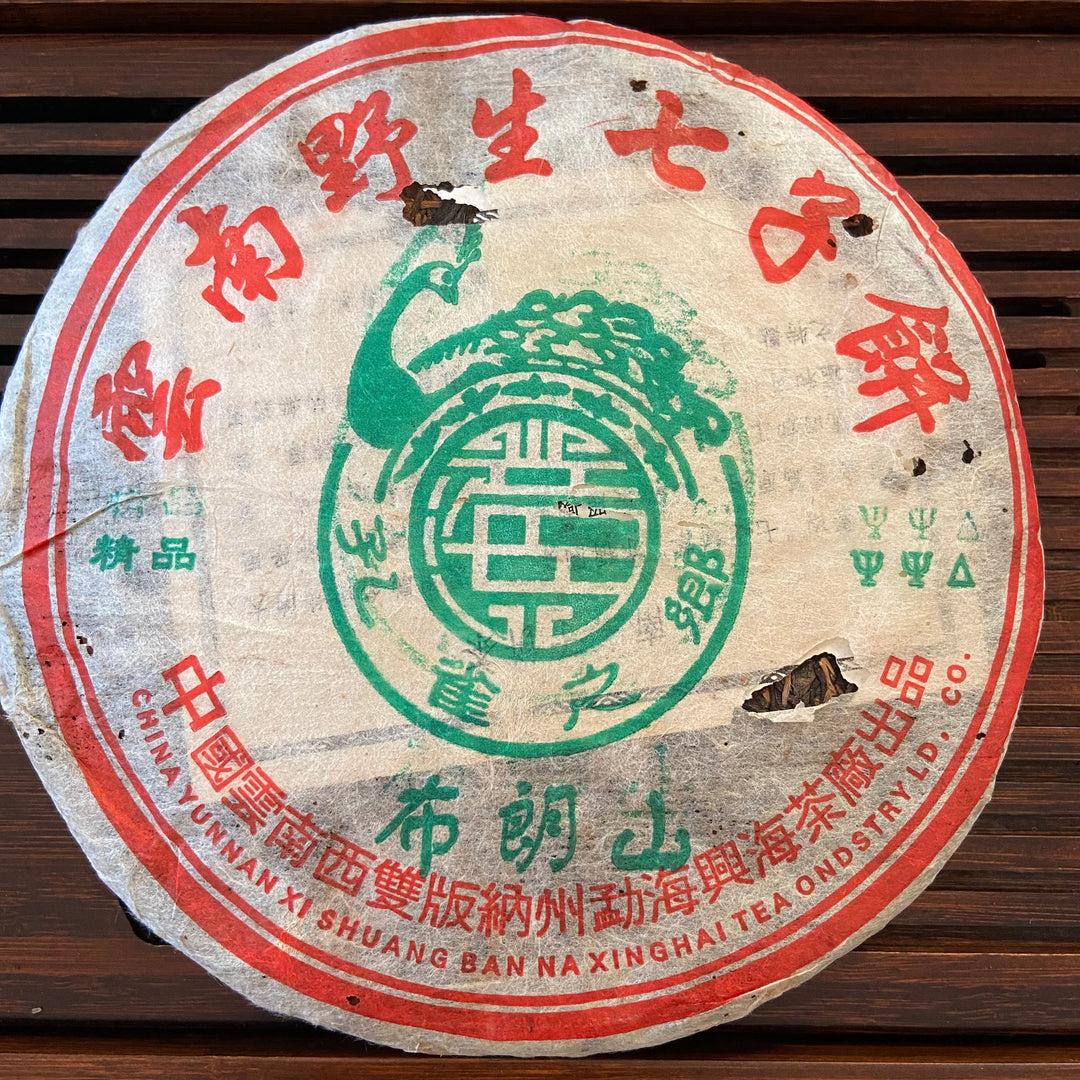 雲南野生七子餅
精品
精品
孔雀之鄉
布朗山
中國雲南西雙版納州勐海興海茶廠出品
CHINA YUNNAN XI SHUANG BAN NA XINGHAI TEA ONDSTRY LD. CO.